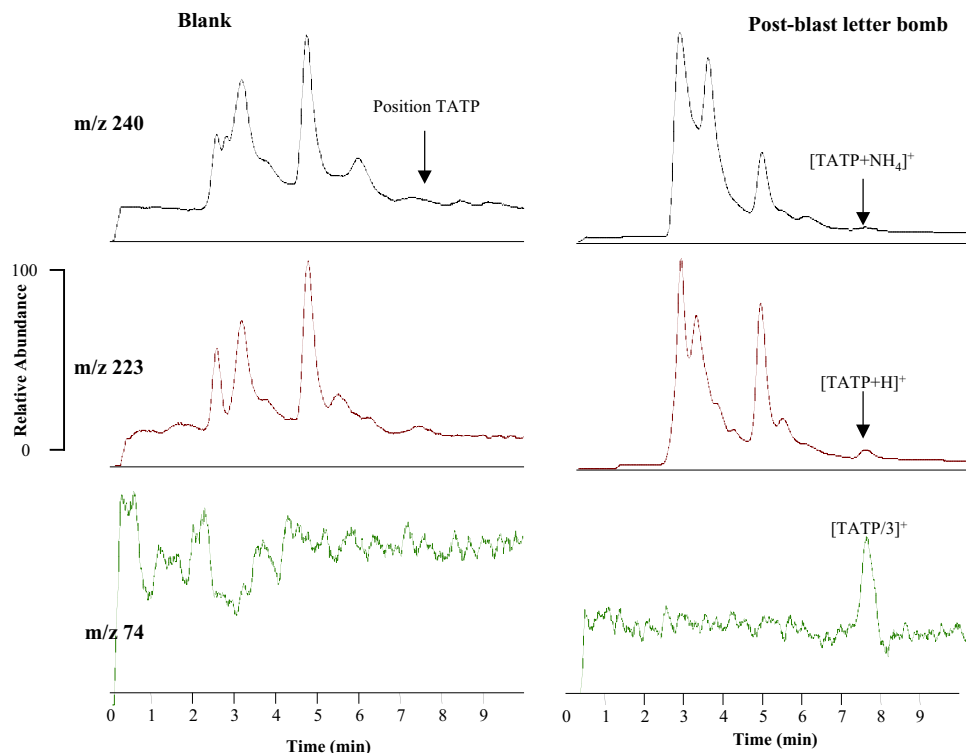 Blank
Post-blast letter bomb
m/z 240
Position TATP
[TATP+NH4]+
Relative Abundance
100
0
m/z 223
[TATP+H]+
m/z 74
[TATP/3]+
0 1 2 3 4 5 6 7 8 9
Time (min)
0 1 2 3 4 5 6 7 8 9
Time (min)